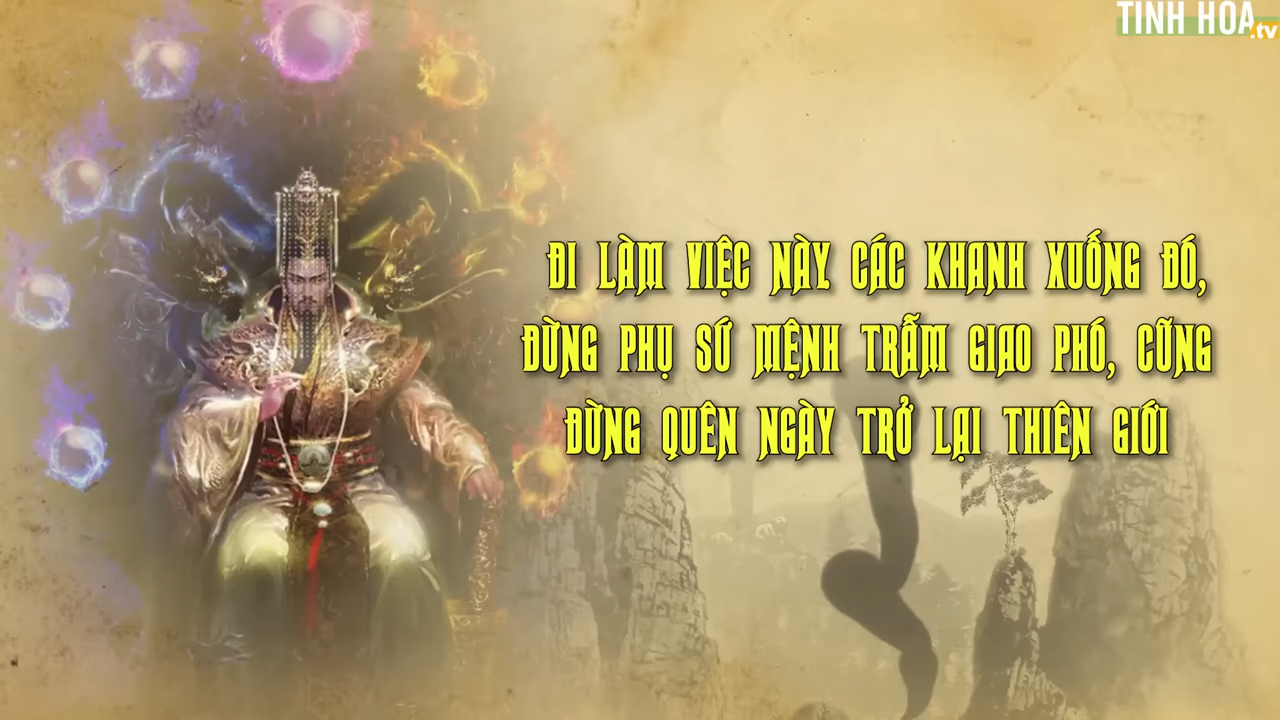 TINH HOA.tv
ĐI LÀM VIỆC NÀY. CÁC KHANH XUỐNG ĐÓ,
ĐỪNG PHỤ SỨ MỆNH TRẪM GIAO PHÓ, CŨNG
ĐỪNG QUÊN NGÀY TRỞ LẠI THIÊN GIỚI